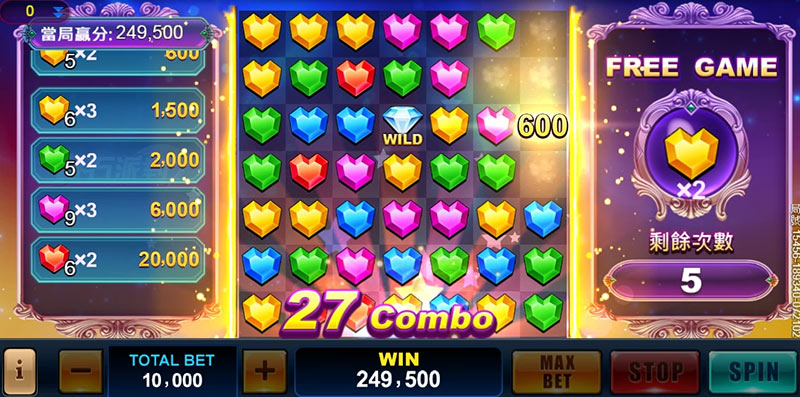 0
當局贏分:249,500
5×2 600
6×3 1,500
5×2 2,000
9×3 6,000
6×2 20,000
WILD
600
27 Combo
FREE GAME
×2
剩餘次數
5
i
−
TOTAL BET
10,000
+
WIN
249,500
MAX
BET
STOP
SPIN